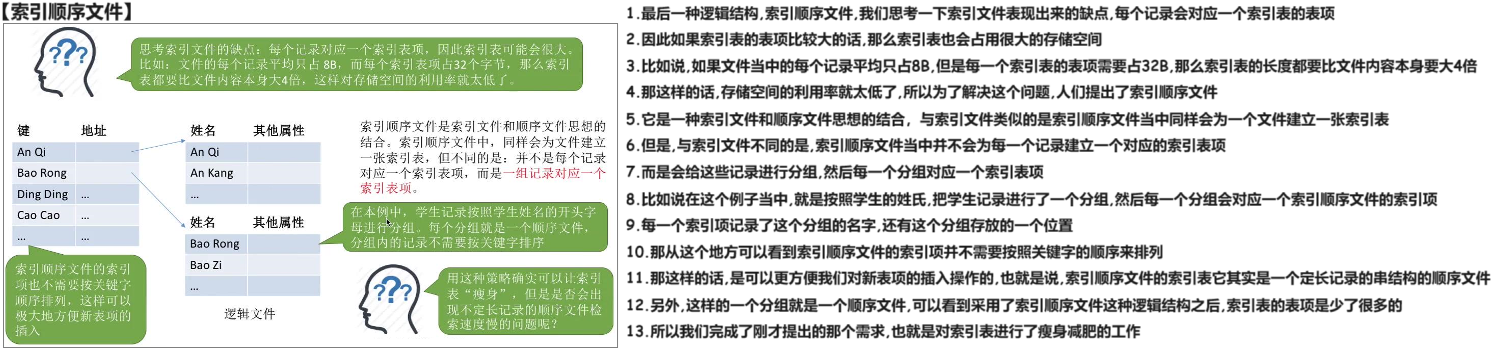 【索引顺序文件】
思考索引文件的缺点：每个记录对应一个索引表项，因此索引表可能会很大。
比如：文件的每个记录平均只占 8B，而每个索引表项占32个字节，那么索引
表都要比文件内容本身大4倍，这样对存储空间的利用率就太低了。
键 地址
An Qi
Bao Rong
Ding Ding ...
Cao Cao ...
... ...
姓名 其他属性
An Qi
An Kang
...
姓名 其他属性
Bao Rong
Bao Zi
...
逻辑文件
索引顺序文件是索引文件和顺序文件思想的
结合。索引顺序文件中，同样会为文件建立
一张索引表，但不同的是：并不是每个记录
对应一个索引表项，而是一组记录对应一个
索引表项。
在本例中，学生记录按照学生姓名的开头字
母进行分组。每个分组就是一个顺序文件，
分组内的记录不需要按关键字排序
索引顺序文件的索引
项也不需要按关键字
顺序排列，这样可以
极大地方便新表项的
插入
用这种策略确实可以让索引
表“瘦身”，但是是否会出
现不定长记录的顺序文件检
索速度慢的问题呢？
1.最后一种逻辑结构,索引顺序文件,我们思考一下索引文件表现出来的缺点,每个记录会对应一个索引表的表项
2.因此如果索引表的表项比较大的话,那么索引表也会占用很大的存储空间
3.比如说,如果文件当中的每个记录平均只占8B,但是每一个索引表的表项需要占32B,那么索引表的长度都要比文件内容本身要大4倍
4.那这样的话,存储空间的利用率就太低了,所以为了解决这个问题,人们提出了索引顺序文件
5.它是一种索引文件和顺序文件思想的结合，与索引文件类似的是索引顺序文件当中同样会为一个文件建立一张索引表
6.但是,与索引文件不同的是,索引顺序文件当中并不会为每一个记录建立一个对应的索引表项
7.而是会给这些记录进行分组,然后每一个分组对应一个索引表项
8.比如说在这个例子当中,就是按照学生的姓氏,把学生记录进行了一个分组,然后每一个分组会对应一个索引顺序文件的索引项
9.每一个索引项记录了这个分组的名字,还有这个分组存放的一个位置
10.那从这个地方可以看到索引顺序文件的索引项并不需要按照关键字的顺序来排列
11.那这样的话,是可以更方便我们对新表项的插入操作的,也就是说,索引顺序文件的索引表它其实是一个定长记录的串结构的顺序文件
12.另外,这样的一个分组就是一个顺序文件,可以看到采用了索引顺序文件这种逻辑结构之后,索引表的表项是少了很多的
13.所以我们完成了刚才提出的那个需求,也就是对索引表进行了瘦身减肥的工作